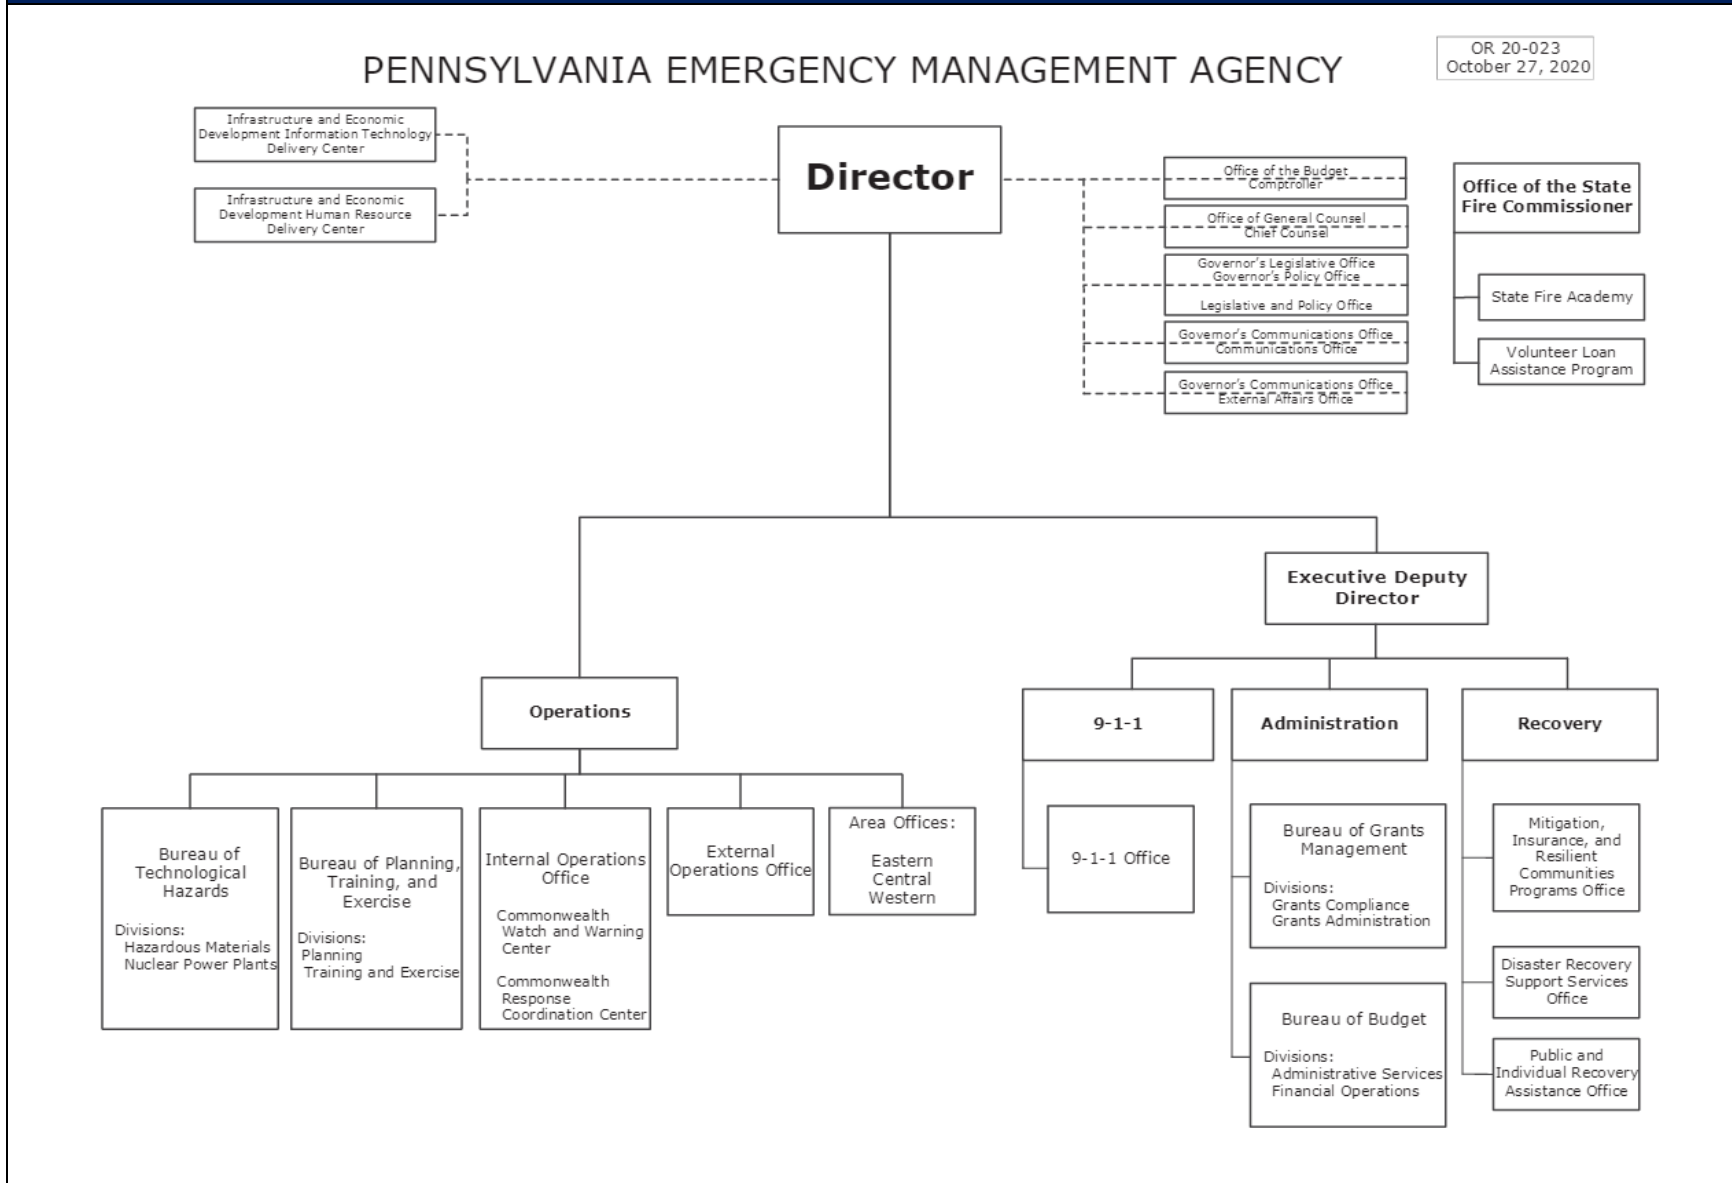 PENNSYLVANIA EMERGENCY MANAGEMENT AGENCY
OR 20-023
October 27, 2020
Infrastructure and Economic
Development Information Technology
Delivery Center
Infrastructure and Economic
Development Human Resource
Delivery Center
Director
Office of the Budget
Comptroller
Office of General Counsel
Chief Counsel
Governor's Legislative Office
Governor's Policy Office
Legislative and Policy Office
Governor's Communications Office
Communications Office
Governor's Communications Office
External Affairs Office
Office of the State
Fire Commissioner
State Fire Academy
Volunteer Loan
Assistance Program
Executive Deputy
Director
Operations
9-1-1
Administration
Recovery
Bureau of
Technological
Hazards
Divisions:
Hazardous Materials
Nuclear Power Plants
Bureau of Planning,
Training, and
Exercise
Divisions:
Planning
Training and Exercise
Internal Operations
Office
Commonwealth
Watch and Warning
Center
Commonwealth
Response
Coordination Center
External
Operations Office
Area Offices:
Eastern
Central
Western
9-1-1 Office
Bureau of Grants
Management
Divisions:
Grants Compliance
Grants Administration
Bureau of Budget
Divisions:
Administrative Services
Financial Operations
Mitigation,
Insurance, and
Resilient
Communities
Programs Office
Disaster Recovery
Support Services
Office
Public and
Individual Recovery
Assistance Office